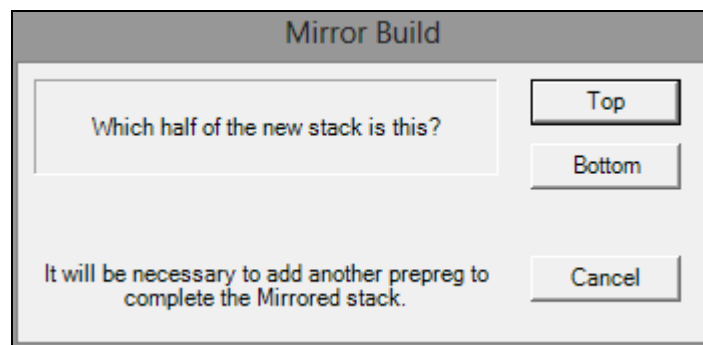 Mirror Build
Which half of the new stack is this?
Top
Bottom
It will be necessary to add another prepreg to
complete the Mirrored stack.
Cancel